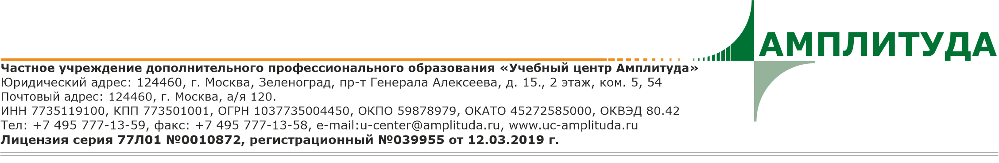 АМПЛИТУДА
Частное учреждение дополнительного профессионального образования «Учебный центр Амплитуда»
Юридический адрес: 124460, г. Москва, Зеленоград, пр-т Генерала Алексеева, д. 15., 2 этаж, ком. 5, 54
Почтовый адрес: 124460, г. Москва, а/я 120.
ИНН 7735119100, КПП 773501001, ОГРН 1037735004450, ОКПО 59878979, ОКАТО 45272585000, ОКВЭД 80.42
Тел: +7 495 777-13-59, факс: +7 495 777-13-58, e-mail:u-center@amplituda.ru, www.uc-amplituda.ru
Лицензия серия 77Л01 №0010872, регистрационный №039955 от 12.03.2019 г.